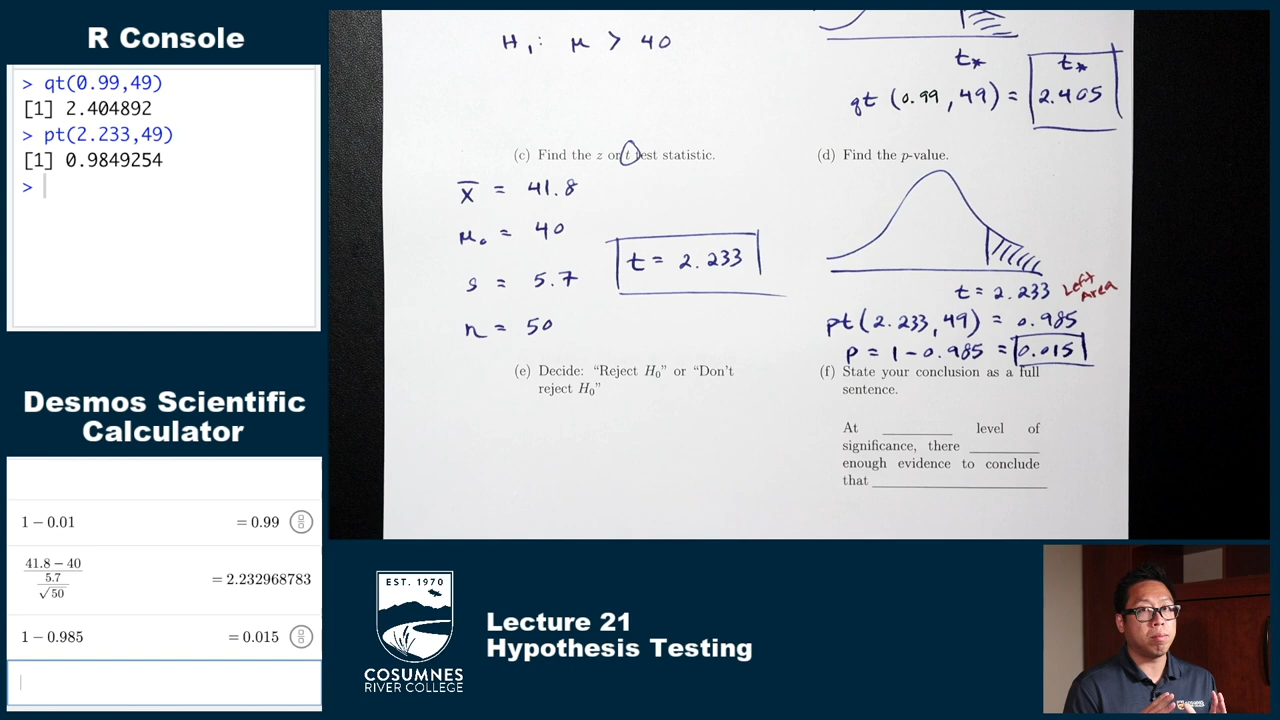 R Console
> qt(0.99,49)
[1] 2.404892
> pt(2.233,49)
[1] 0.9849254
>
Desmos Scientific
Calculator
1 − 0.01 = 0.99
41.8 − 40
5.7
√50
= 2.232968783
1 − 0.985 = 0.015
H₁: μ > 40
t*
qt (0.99, 49) =
t*
2.405
(c) Find the z or t test statistic.
x̄ = 41.8
μ₀ = 40
s = 5.7
n = 50
t = 2.233
(d) Find the p-value.
t = 2.233
Left
Area
pt(2.233, 49) = 0.985
p = 1 - 0.985 = 0.015
(e) Decide: “Reject H₀” or “Don’t
reject H₀”
(f) State your conclusion as a full
sentence.
At ________ level of
significance, there ________
enough evidence to conclude
that ____________________
EST. 1970
COSUMNES
RIVER COLLEGE
Lecture 21
Hypothesis Testing